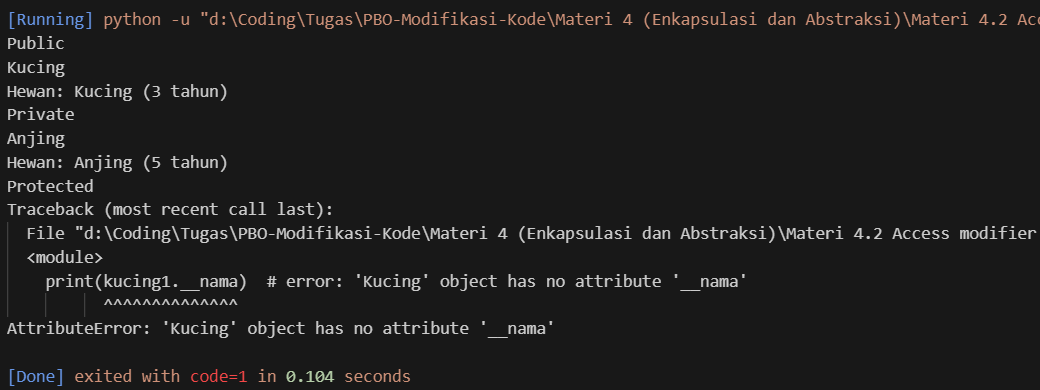 [Running] python -u "d:\Coding\Tugas\PBO-Modifikasi-Kode\Materi 4 (Enkapsulasi dan Abstraksi)\Materi 4.2 Acc
Public
Kucing
Hewan: Kucing (3 tahun)
Private
Anjing
Hewan: Anjing (5 tahun)
Protected
Traceback (most recent call last):
File "d:\Coding\Tugas\PBO-Modifikasi-Kode\Materi 4 (Enkapsulasi dan Abstraksi)\Materi 4.2 Access modifier
<module>
print(kucing1.__nama)  # error: 'Kucing' object has no attribute '__nama'
^^^^^^^^^^^^^^
AttributeError: 'Kucing' object has no attribute '__nama'
[Done] exited with code=1 in 0.104 seconds